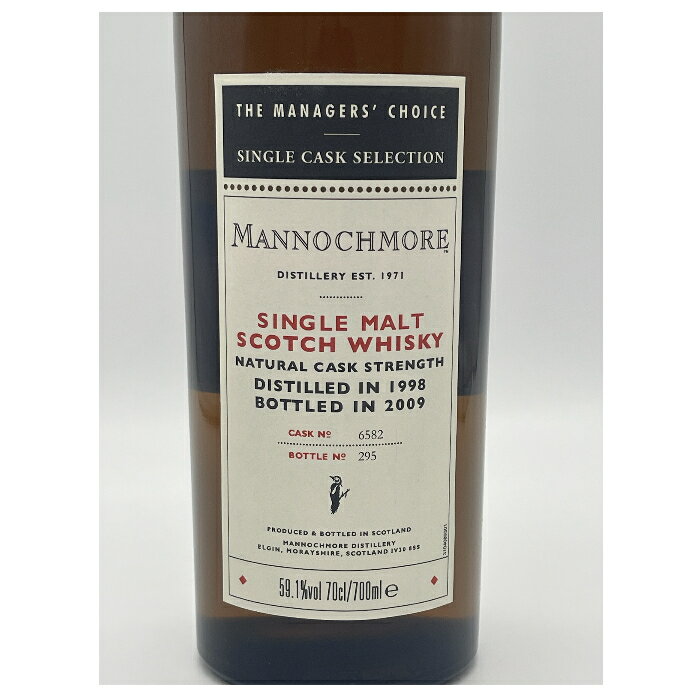 THE MANAGERS' CHOICE
SINGLE CASK SELECTION
MANNOCHMORE
DISTILLERY EST. 1971
SINGLE MALT
SCOTCH WHISKY
NATURAL CASK STRENGTH
DISTILLED IN 1998
BOTTLED IN 2009
CASK Nº 6582
BOTTLE Nº 295
PRODUCED & BOTTLED IN SCOTLAND
MANNOCHMORE DISTILLERY
ELGIN, MORAYSHIRE, SCOTLAND IV30 8SS
59.1%vol 70cl/700ml e